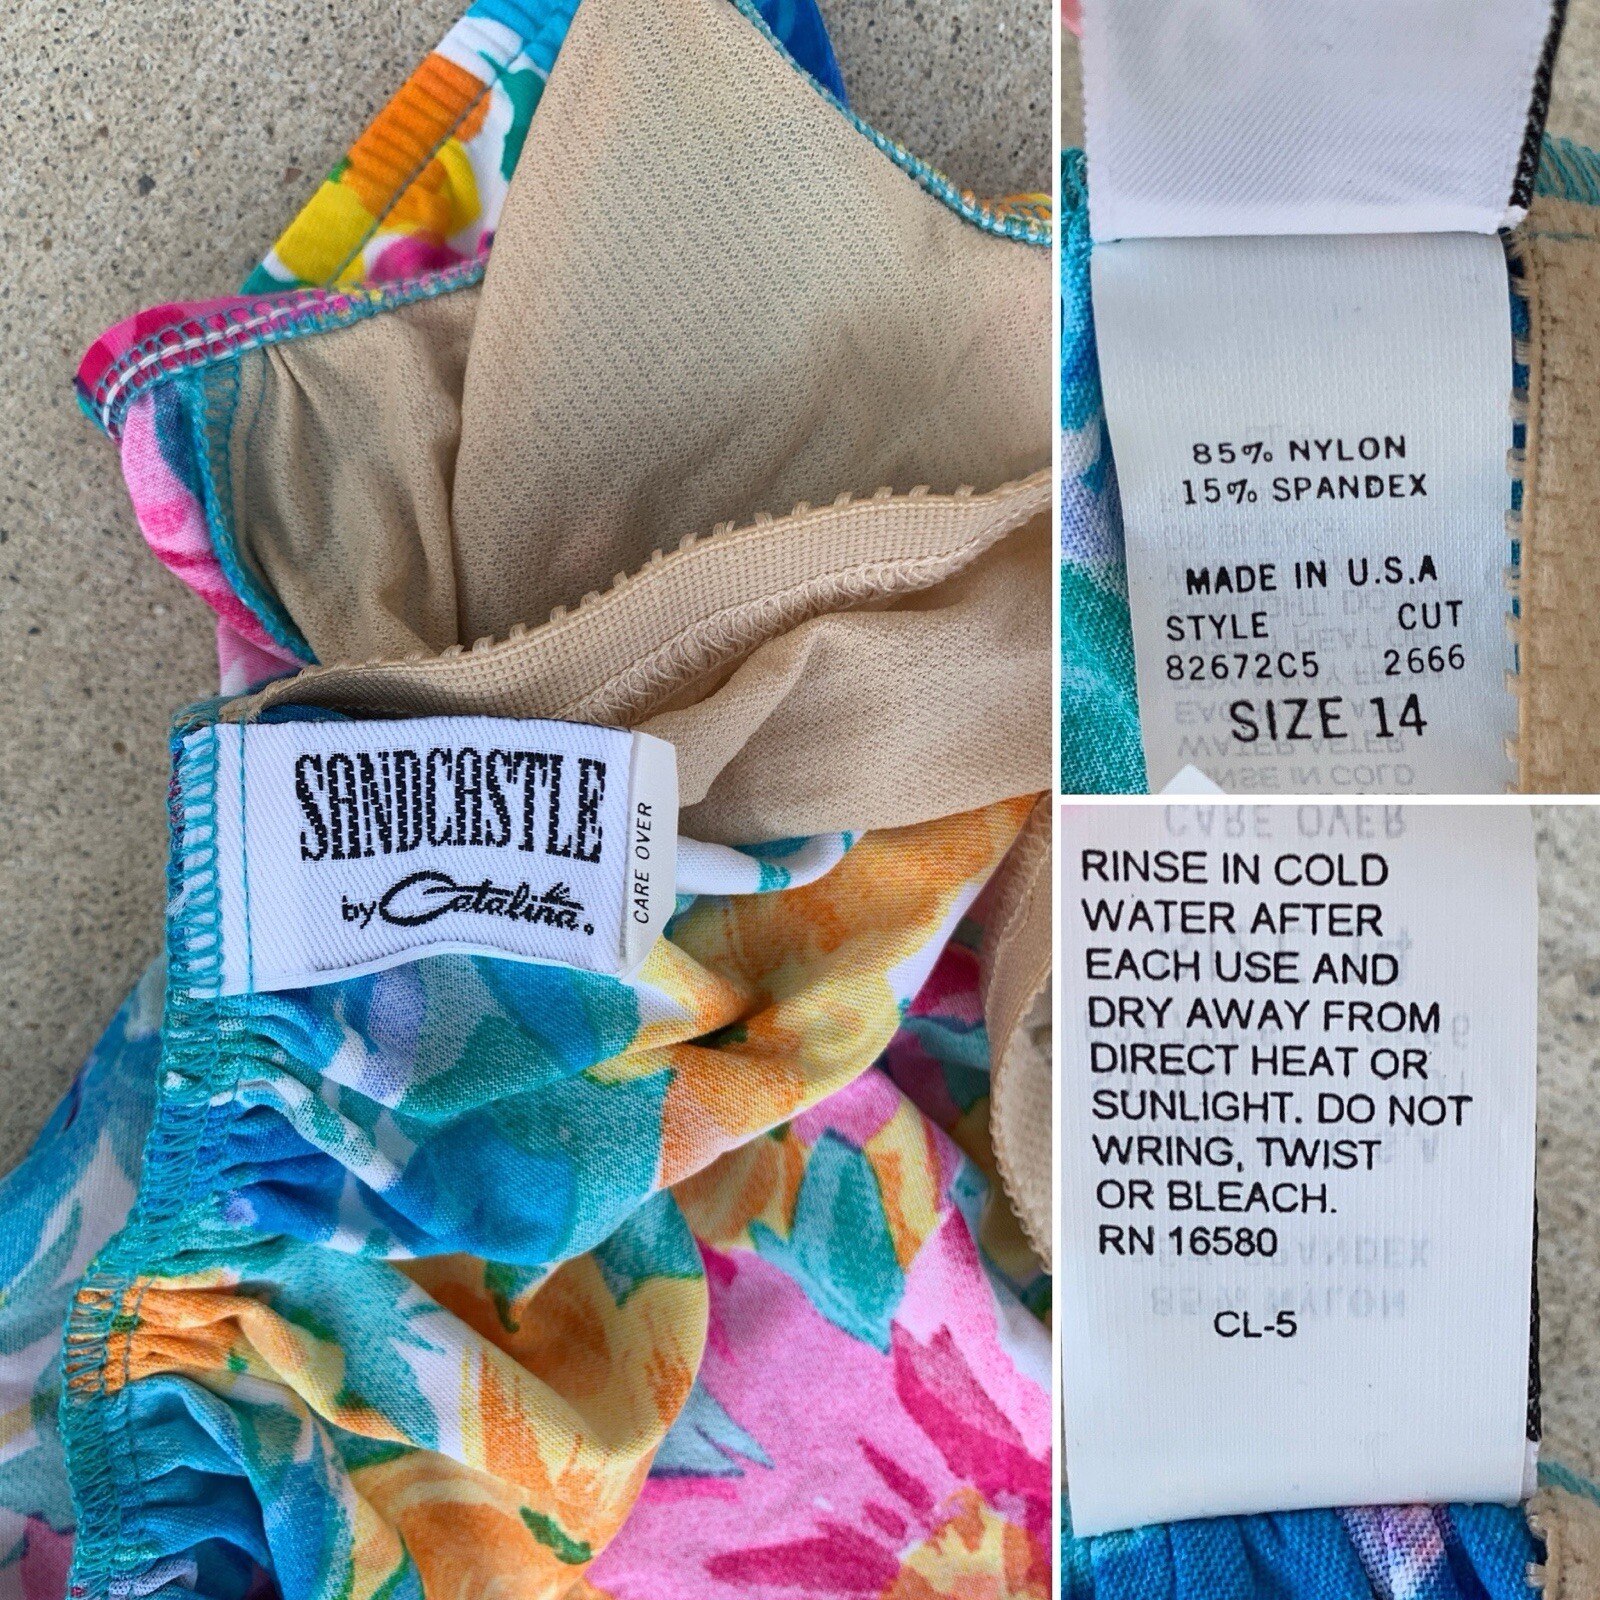 SANDCASTLE
by Catalina.
CARE OVER
85% NYLON
15% SPANDEX
MADE IN U.S.A
STYLE CUT
82672C5 2666
SIZE 14
RINSE IN COLD
WATER AFTER
EACH USE AND
DRY AWAY FROM
DIRECT HEAT OR
SUNLIGHT. DO NOT
WRING, TWIST
OR BLEACH.
RN 16580
CL-5